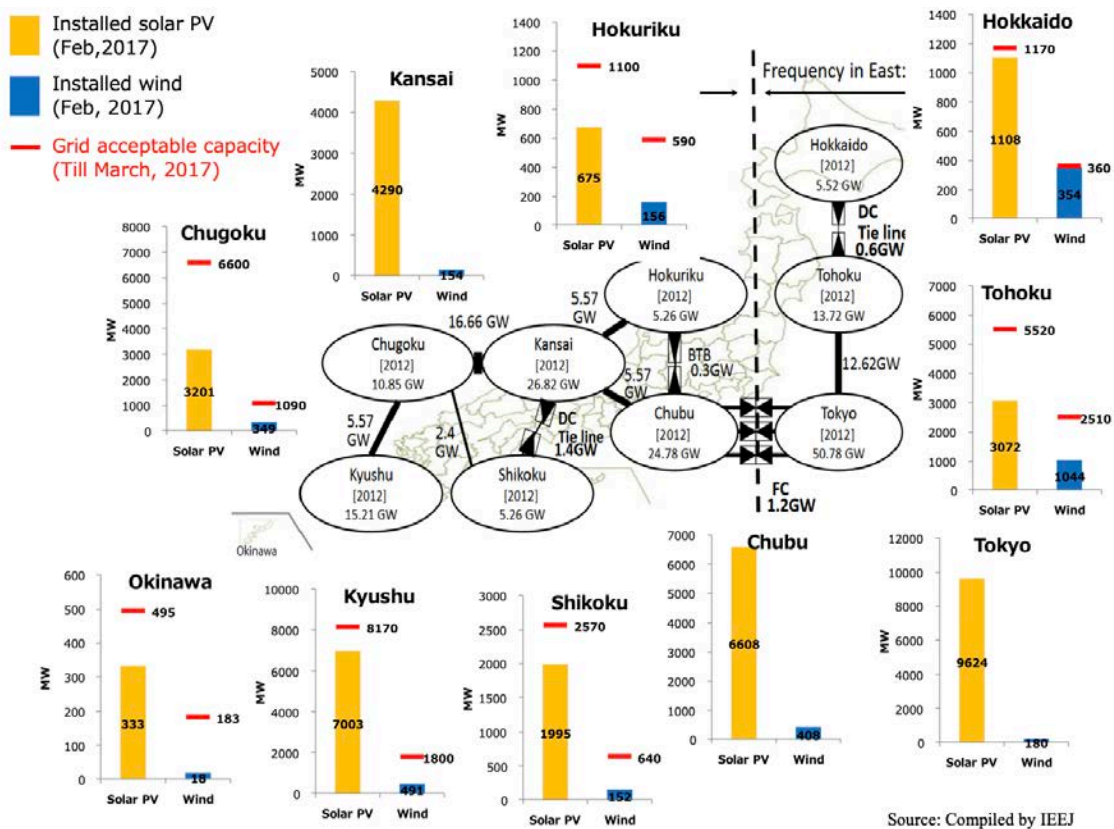 Installed solar PV
(Feb,2017)
Installed wind
(Feb, 2017)
Grid acceptable capacity
(Till March, 2017)
Kansai
MW
5000
4000
3000
2000
1000
0
4290
154
Solar PV Wind
Hokuriku
MW
1400
1200
1000
800
600
400
200
0
1100
590
675
156
Solar PV Wind
Frequency in East:
Hokkaido
MW
1400
1200
1000
800
600
400
200
0
1170
1108
360
354
Solar PV Wind
Chugoku
MW
8000
7000
6000
5000
4000
3000
2000
1000
0
6600
3201
1090
349
Solar PV Wind
Hokkaido
[2012]
5.52 GW
DC
Tie line
0.6GW
Hokuriku
[2012]
5.26 GW
Tohoku
[2012]
13.72 GW
5.57
GW
16.66 GW
Chugoku
[2012]
10.85 GW
Kansai
[2012]
26.82 GW
BTB
0.3GW
12.62GW
5.57
GW
5.57
GW
2.4
GW
DC
Tie line
1.4GW
Chubu
[2012]
24.78 GW
Tokyo
[2012]
50.78 GW
Kyushu
[2012]
15.21 GW
Shikoku
[2012]
5.26 GW
FC
1.2GW
Okinawa
Tohoku
MW
7000
6000
5000
4000
3000
2000
1000
0
5520
3072
2510
1044
Solar PV Wind
Okinawa
MW
600
500
400
300
200
100
0
495
333
183
18
Solar PV Wind
Kyushu
MW
10000
8000
6000
4000
2000
0
8170
7003
1800
491
Solar PV Wind
Shikoku
MW
3000
2500
2000
1500
1000
500
0
2570
1995
640
152
Solar PV Wind
Chubu
MW
7000
6000
5000
4000
3000
2000
1000
0
6608
408
Solar PV Wind
Tokyo
MW
12000
10000
8000
6000
4000
2000
0
9624
180
Solar PV Wind
Source: Compiled by IEEJ